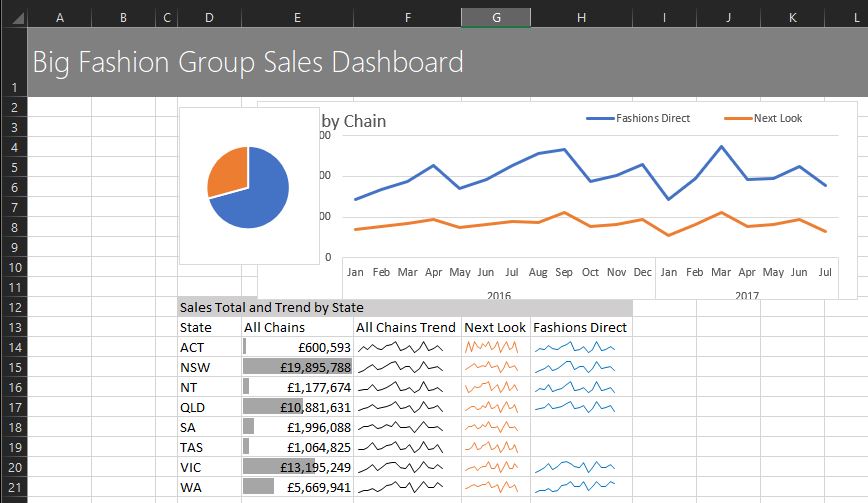 A B C D E F G H I J K L
1 Big Fashion Group Sales Dashboard
2
3 by Chain Fashions Direct Next Look
4 00
5 00
6
7 00
8
9 0
10 Jan Feb Mar Apr May Jun Jul Aug Sep Oct Nov Dec Jan Feb Mar Apr May Jun Jul
11 2016 2017
12 Sales Total and Trend by State
13 State All Chains All Chains Trend Next Look Fashions Direct
14 ACT £600,593
15 NSW £19,895,788
16 NT £1,177,674
17 QLD £10,881,631
18 SA £1,996,088
19 TAS £1,064,825
20 VIC £13,195,249
21 WA £5,669,941